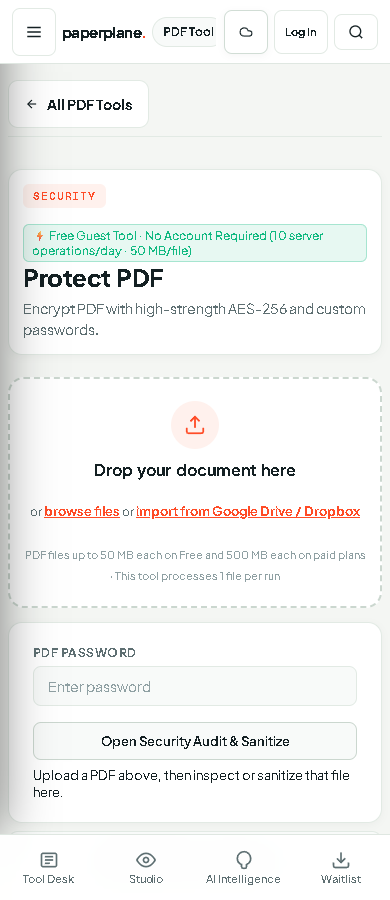 paperplane.
PDF Tool
Log In
All PDF Tools
SECURITY
Free Guest Tool · No Account Required (10 server
operations/day · 50 MB/file)
Protect PDF
Encrypt PDF with high-strength AES-256 and custom
passwords.
Drop your document here
or browse files or import from Google Drive / Dropbox
PDF files up to 50 MB each on Free and 500 MB each on paid plans
· This tool processes 1 file per run
PDF PASSWORD
Enter password
Open Security Audit & Sanitize
Upload a PDF above, then inspect or sanitize that file
here.
Tool Desk
Studio
AI Intelligence
Waitlist